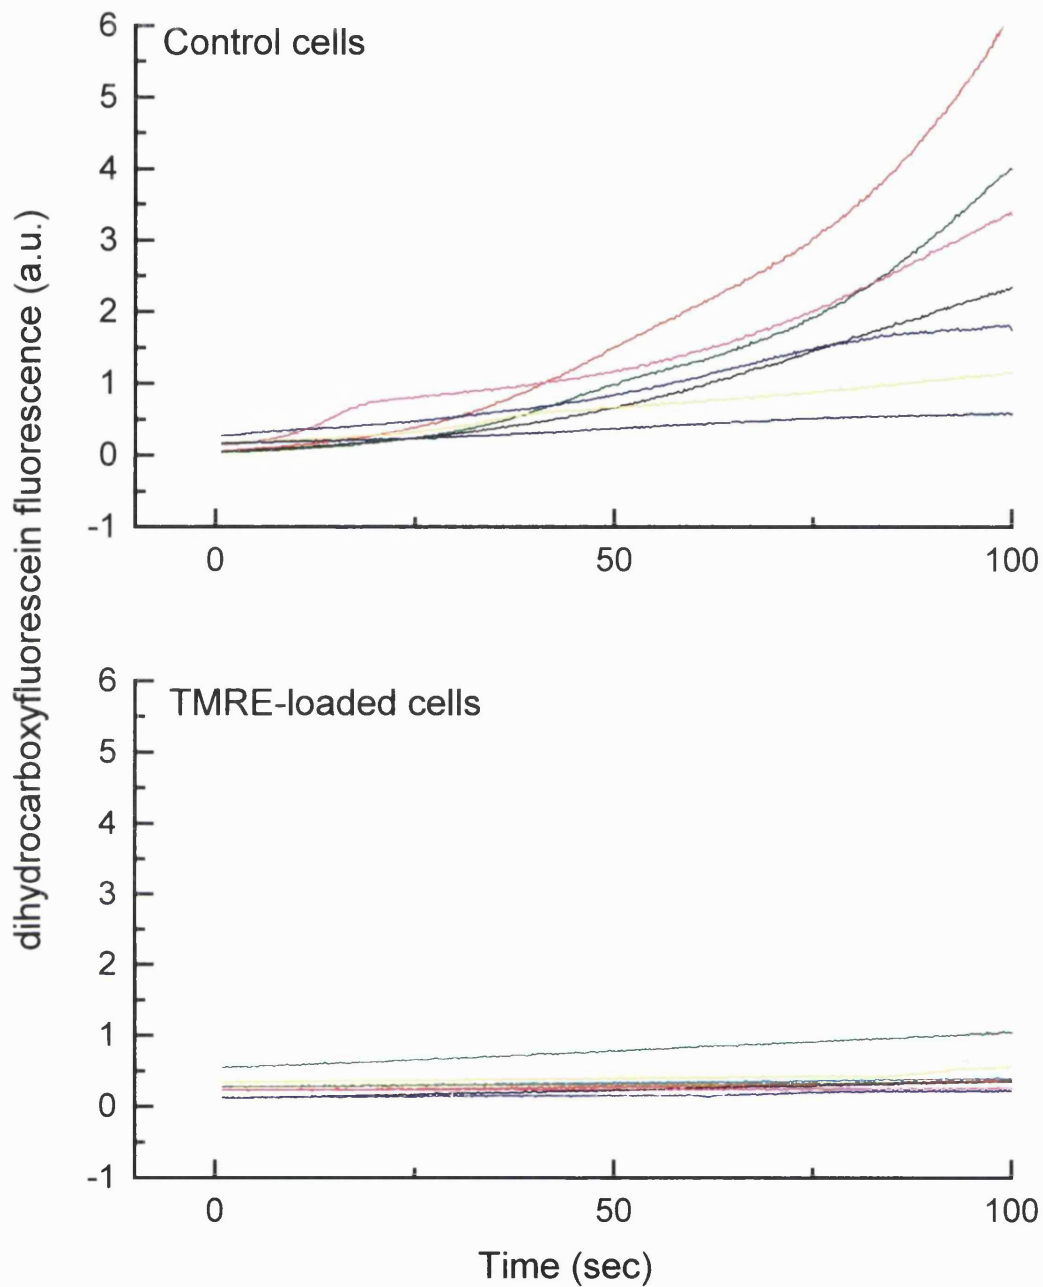 dihydrocarboxyfluorescein fluorescence (a.u.)
Control cells
6
5
4
3
2
1
0
-1
0 50 100
TMRE-loaded cells
6
5
4
3
2
1
0
-1
0 50 100
Time (sec)